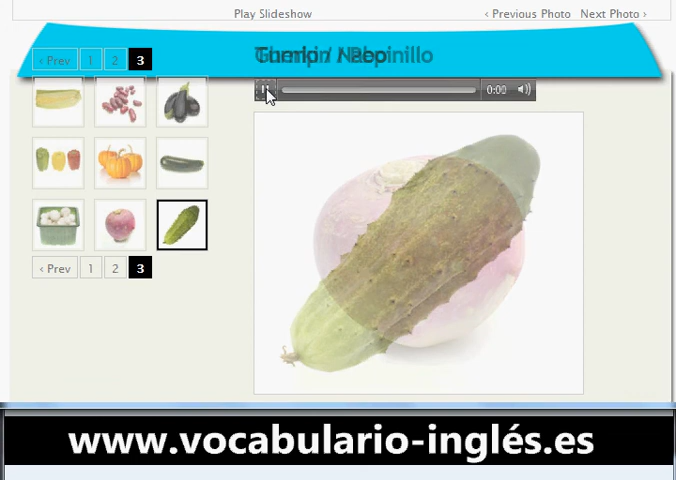 Play Slideshow ‹ Previous Photo Next Photo ›
‹ Prev 1 2 3
0:00
‹ Prev 1 2 3
www.vocabulario-inglés.es